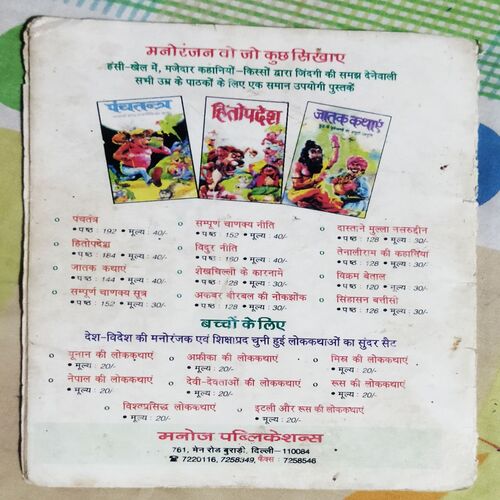 मनोरंजन वो जो कुछ सिखाए
हंसी-खेल में, मजेदार कहानियों-किस्सों द्वारा जिंदगी की समझ देनेवाली
सभी उम्र के पाठकों के लिए एक समान उपयोगी पुस्तकें
पंचतन्त्र
हितोपदेश
जातक कथाएं
पंचतंत्र
• पृष्ठ : 192 • मूल्य : 40/-
हितोपदेश
• पृष्ठ : 184 • मूल्य : 40/-
जातक कथाएं
• पृष्ठ : 144 • मूल्य : 40/-
सम्पूर्ण चाणक्य सूत्र
• पृष्ठ : 152 • मूल्य : 30/-
सम्पूर्ण चाणक्य नीति
• पृष्ठ : 152 • मूल्य : 40/-
विदुर नीति
• पृष्ठ : 160 • मूल्य : 40/-
शेखचिल्ली के कारनामे
• पृष्ठ : 128 • मूल्य : 30/-
अकबर बीरबल की नोकझोंक
• पृष्ठ : 128 • मूल्य : 30/-
दास्ताने मुल्ला नसरुद्दीन
• पृष्ठ : 128 • मूल्य : 30/-
तेनालीराम की कहानियां
• पृष्ठ : 128 • मूल्य : 30/-
विक्रम बेताल
• पृष्ठ : 120 • मूल्य : 30/-
सिंहासन बत्तीसी
• पृष्ठ : 126 • मूल्य : 30/-
बच्चों के लिए
देश-विदेश की मनोरंजक एवं शिक्षाप्रद चुनी हुई लोककथाओं का सुंदर सैट
यूनान की लोककथाएं
• मूल्य : 20/-
अफ्रीका की लोककथाएं
• मूल्य : 20/-
मिस्र की लोककथाएं
• मूल्य : 20/-
नेपाल की लोककथाएं
• मूल्य : 20/-
देवी-देवताओं की लोककथाएं
• मूल्य : 20/-
रूस की लोककथाएं
• मूल्य : 20/-
विश्वप्रसिद्ध लोककथाएं
• मूल्य : 20/-
इटली और रूस की लोककथाएं
• मूल्य : 20/-
मनोज पब्लिकेशन्स
761, मेन रोड बुराड़ी, दिल्ली-110084
☎ 7220116, 7258349, फैक्स : 7258546